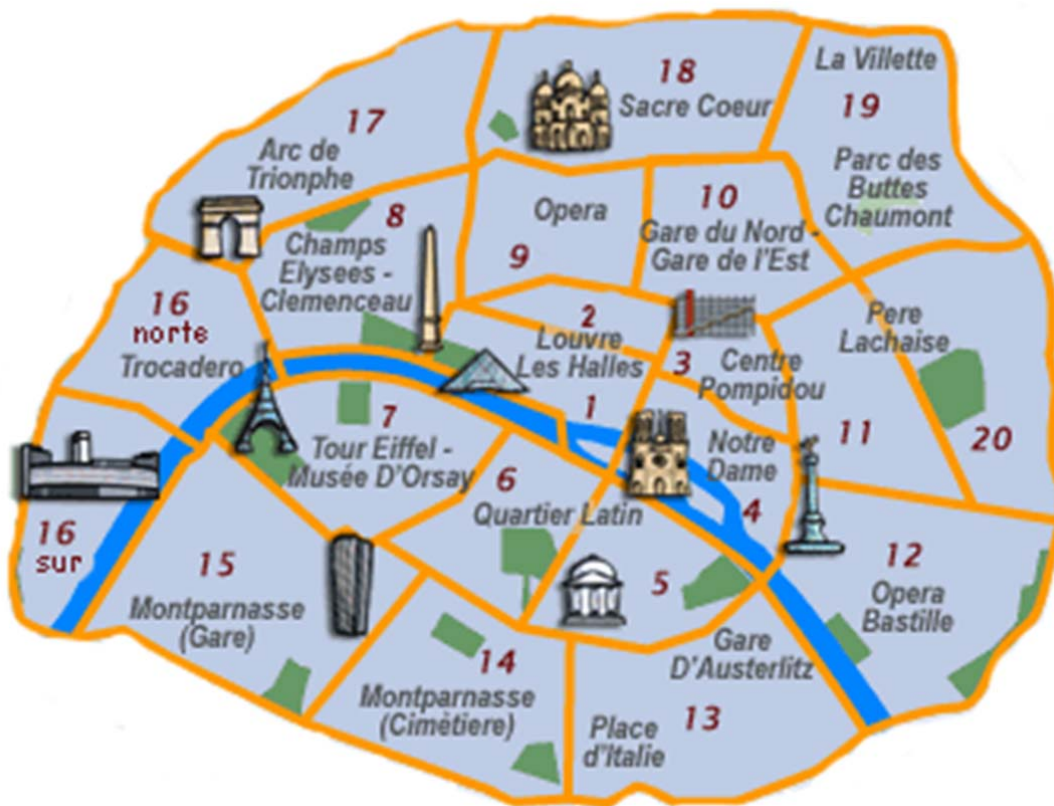 La Villette
18
Sacre Coeur
19
17
Arc de
Trionphe
Parc des
Buttes
Chaumont
10
Gare du Nord -
Gare de l'Est
Opera
9
8
Champs
Elysees -
Clemenceau
16
norte
Trocadero
2
Louvre
Les Halles
3
Centre
Pompidou
Pere
Lachaise
1
7
Tour Eiffel -
Musée D'Orsay
Notre
Dame
11
20
6
Quartier Latin
4
16
sur
15
Montparnasse
(Gare)
5
12
Opera
Bastille
Gare
D'Austerlitz
14
Montparnasse
(Cimètiere)
13
Place
d'Italie